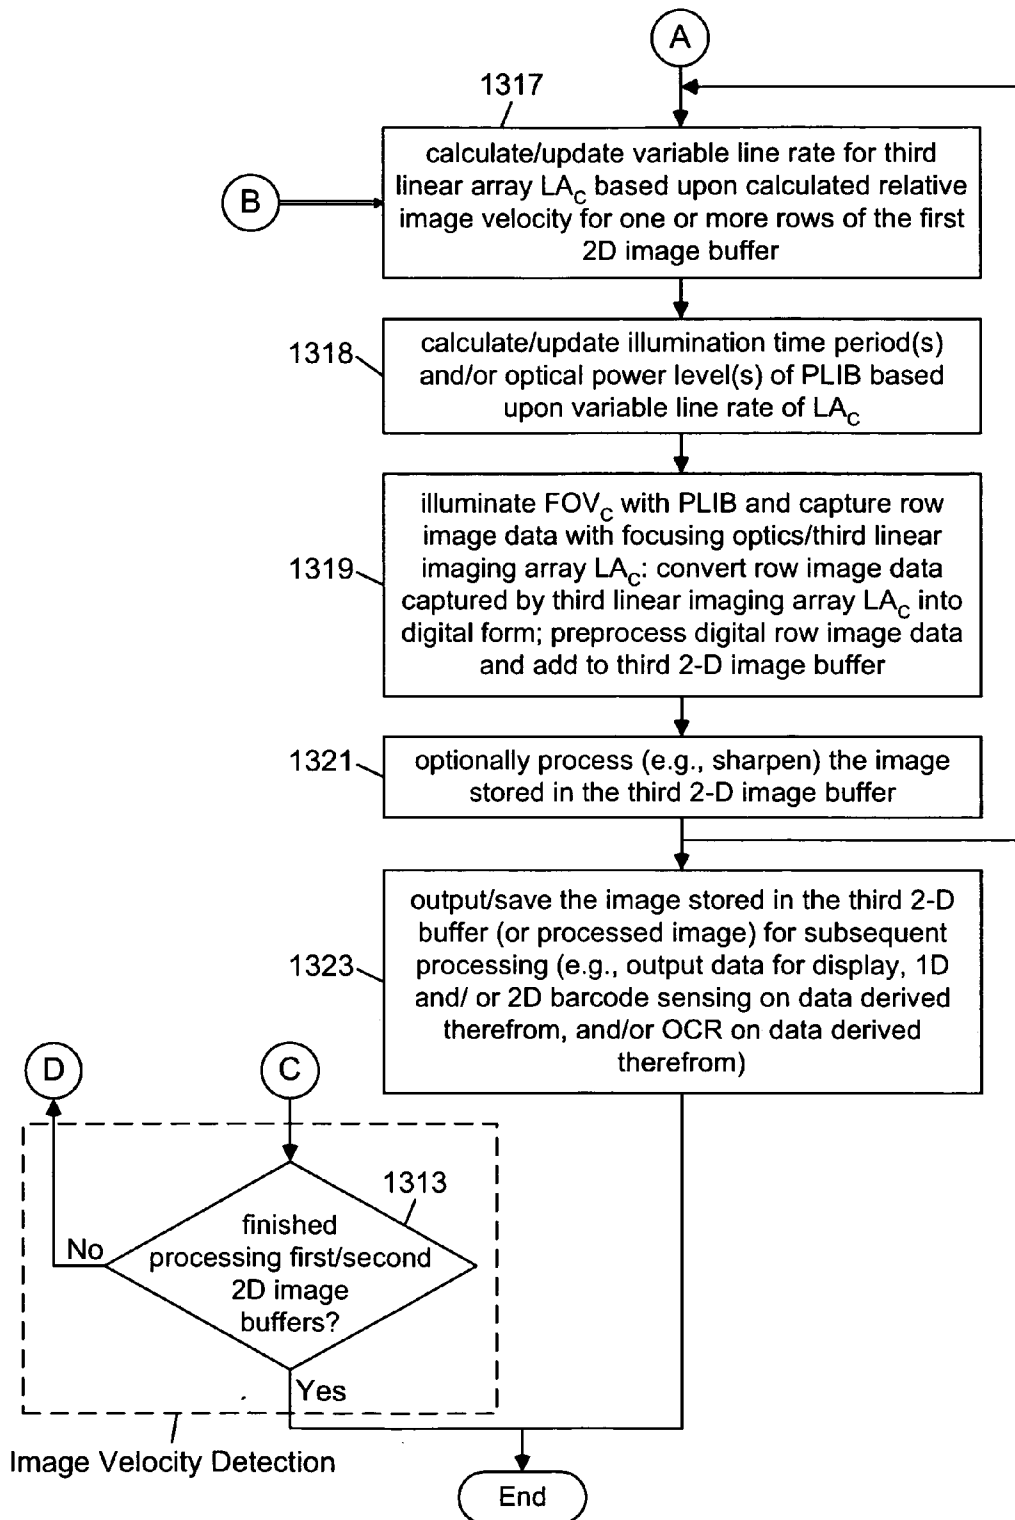 A
1317
calculate/update variable line rate for third
linear array LAC based upon calculated relative
image velocity for one or more rows of the first
2D image buffer
B
1318
calculate/update illumination time period(s)
and/or optical power level(s) of PLIB based
upon variable line rate of LAC
1319
illuminate FOVC with PLIB and capture row
image data with focusing optics/third linear
imaging array LAC: convert row image data
captured by third linear imaging array LAC into
digital form; preprocess digital row image data
and add to third 2-D image buffer
1321
optionally process (e.g., sharpen) the image
stored in the third 2-D image buffer
1323
output/save the image stored in the third 2-D
buffer (or processed image) for subsequent
processing (e.g., output data for display, 1D
and/ or 2D barcode sensing on data derived
therefrom, and/or OCR on data derived
therefrom)
D
C
1313
finished
processing first/second
2D image
buffers?
No
Yes
Image Velocity Detection
End